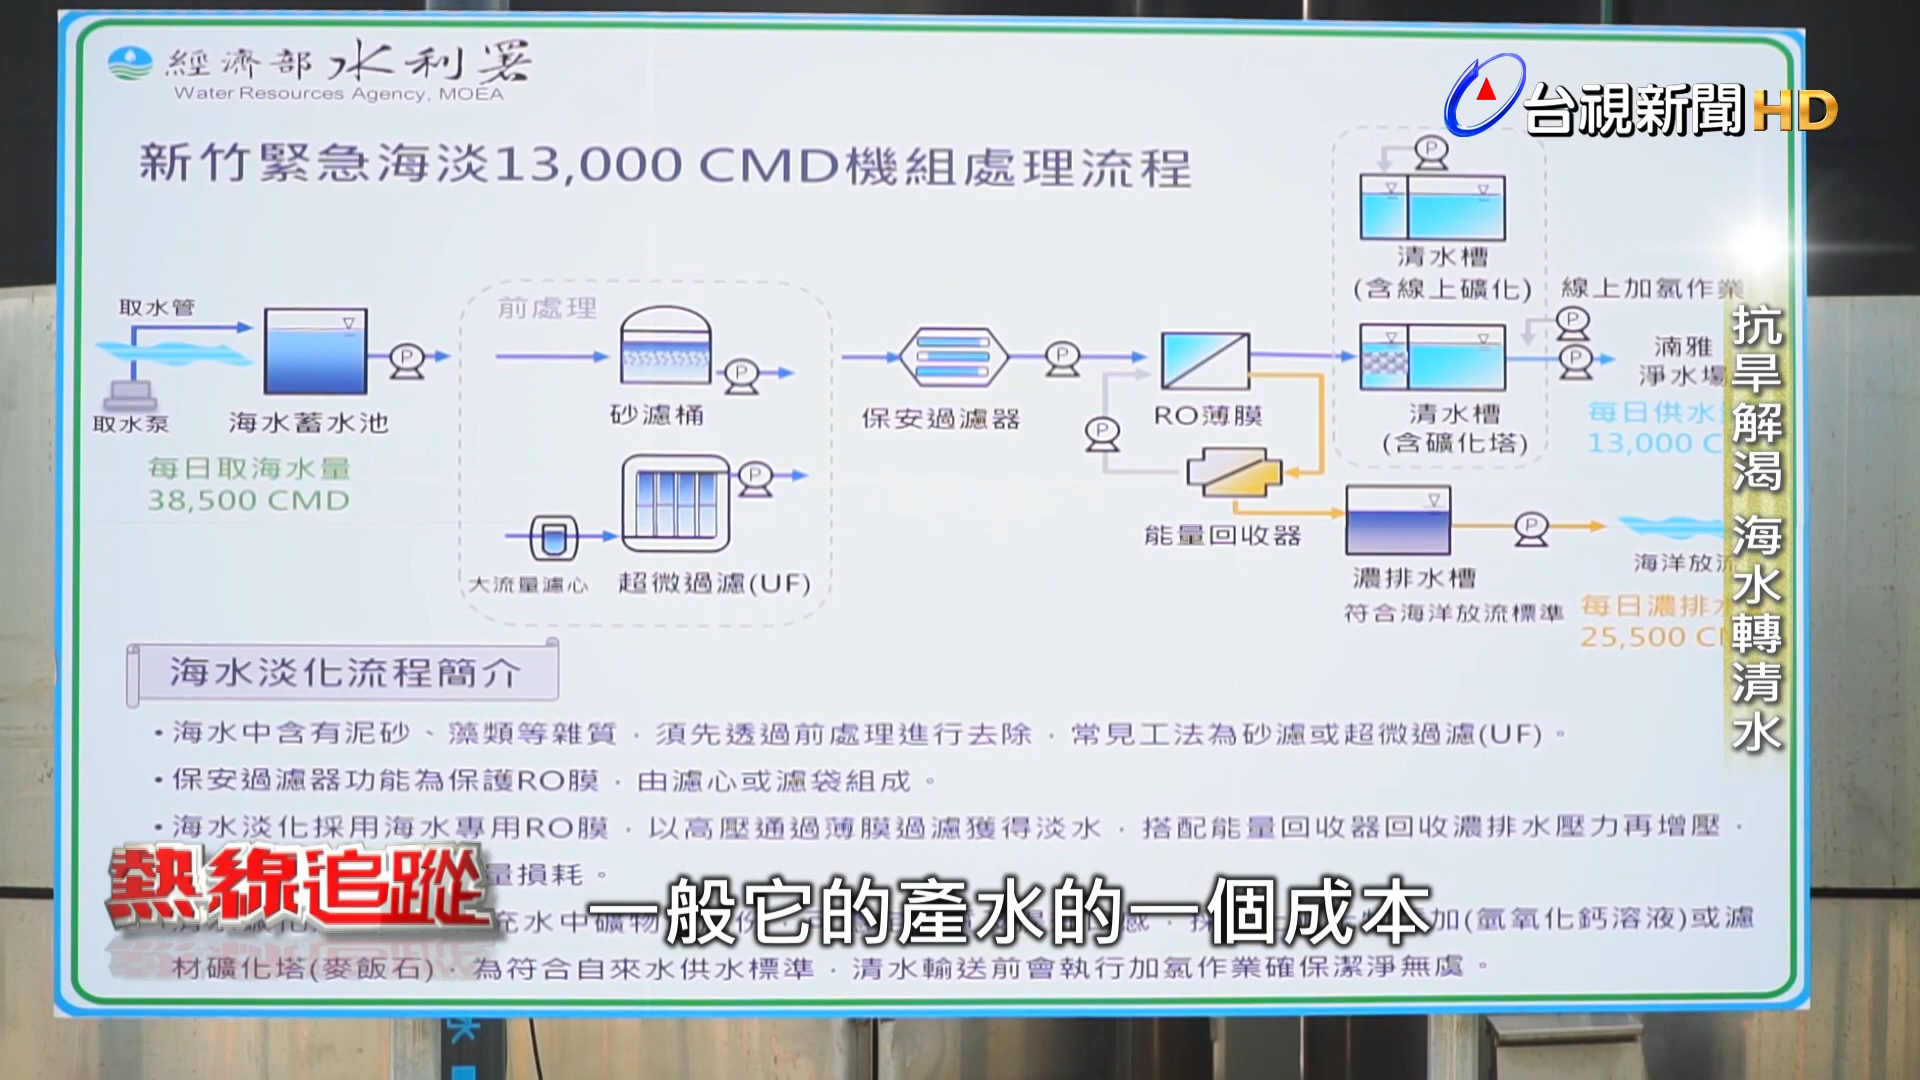 經濟部水利署
Water Resources Agency, MOEA
台視新聞HD
新竹緊急海淡13,000 CMD機組處理流程
P
清水槽
(含線上礦化)
線上加氯作業
取水管
前處理
P
P
P
P
P
湳雅
淨水場
取水泵
海水蓄水池
砂濾桶
保安過濾器
RO薄膜
P
清水槽
(含礦化塔)
每日供水
13,000 C
每日取海水量
38,500 CMD
P
能量回收器
P
大流量濾心
超微過濾(UF)
濃排水槽
符合海洋放流標準
海洋放流
每日濃排水
25,500 C
抗旱解渴 海水轉清水
海水淡化流程簡介
•海水中含有泥砂、藻類等雜質，須先透過前處理進行去除，常見工法為砂濾或超微過濾(UF)。
•保安過濾器功能為保護RO膜，由濾心或濾袋組成。
•海水淡化採用海水專用RO膜，以高壓通過薄膜過濾獲得淡水，搭配能量回收器回收濃排水壓力再增壓，
量損耗。
熱線追蹤
一般它的產水的一個成本
充水中礦物
加(氫氧化鈣溶液)或濾
材礦化塔(麥飯石)，為符合自來水供水標準，清水輸送前會執行加氯作業確保潔淨無虞。
水